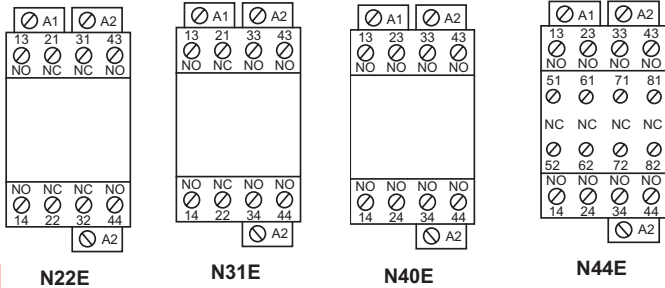 A1 A2
13 21 31 43
NO NC NO NO
NO NC NO NO
14 22 32 44
A2
N22E
A1 A2
13 21 33 43
NO NC NO NO
NO NC NO NO
14 22 34 44
A2
N31E
A1 A2
13 23 33 43
NO NO NO NO
NO NO NO NO
14 24 34 44
A2
N40E
A1 A2
13 23 33 43
NO NO NO NO
51 61 71 81
NC NC NC NC
52 62 72 82
NO NO NO NO
14 24 34 44
A2
N44E